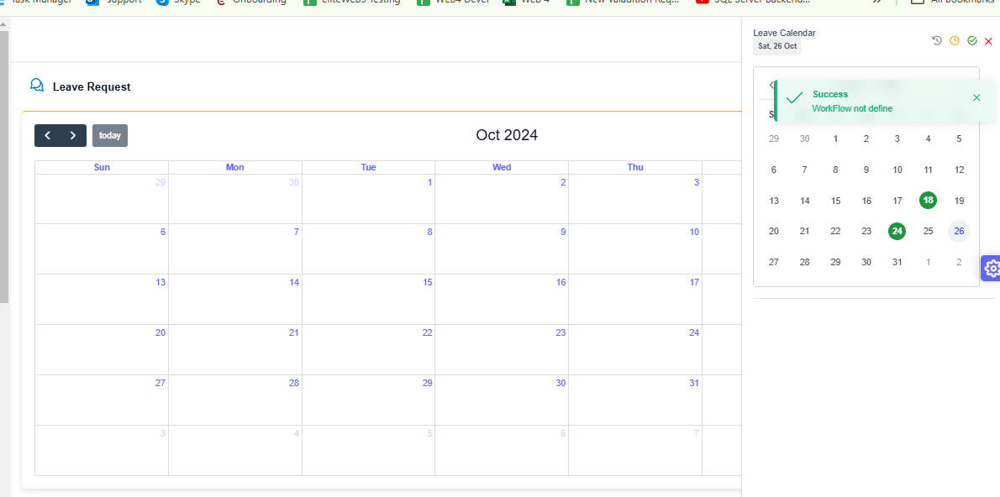 Task Manager support Skype OnBoarding eliteWeb3 Testing WEB4 Dever Web 4 New Valudition Req... SQL Server Backend... All Bookmarks
Leave Request
today
Oct 2024
Sun Mon Tue Wed Thu
29 30 1 2 3
6 7 8 9 10
13 14 15 16 17
20 21 22 23 24
27 28 29 30 31
3 4 5 6 7
Leave Calendar
Sat, 26 Oct
Success
WorkFlow not define
S
29 30 1 2 3 4 5
6 7 8 9 10 11 12
13 14 15 16 17 18 19
20 21 22 23 24 25 26
27 28 29 30 31 1 2